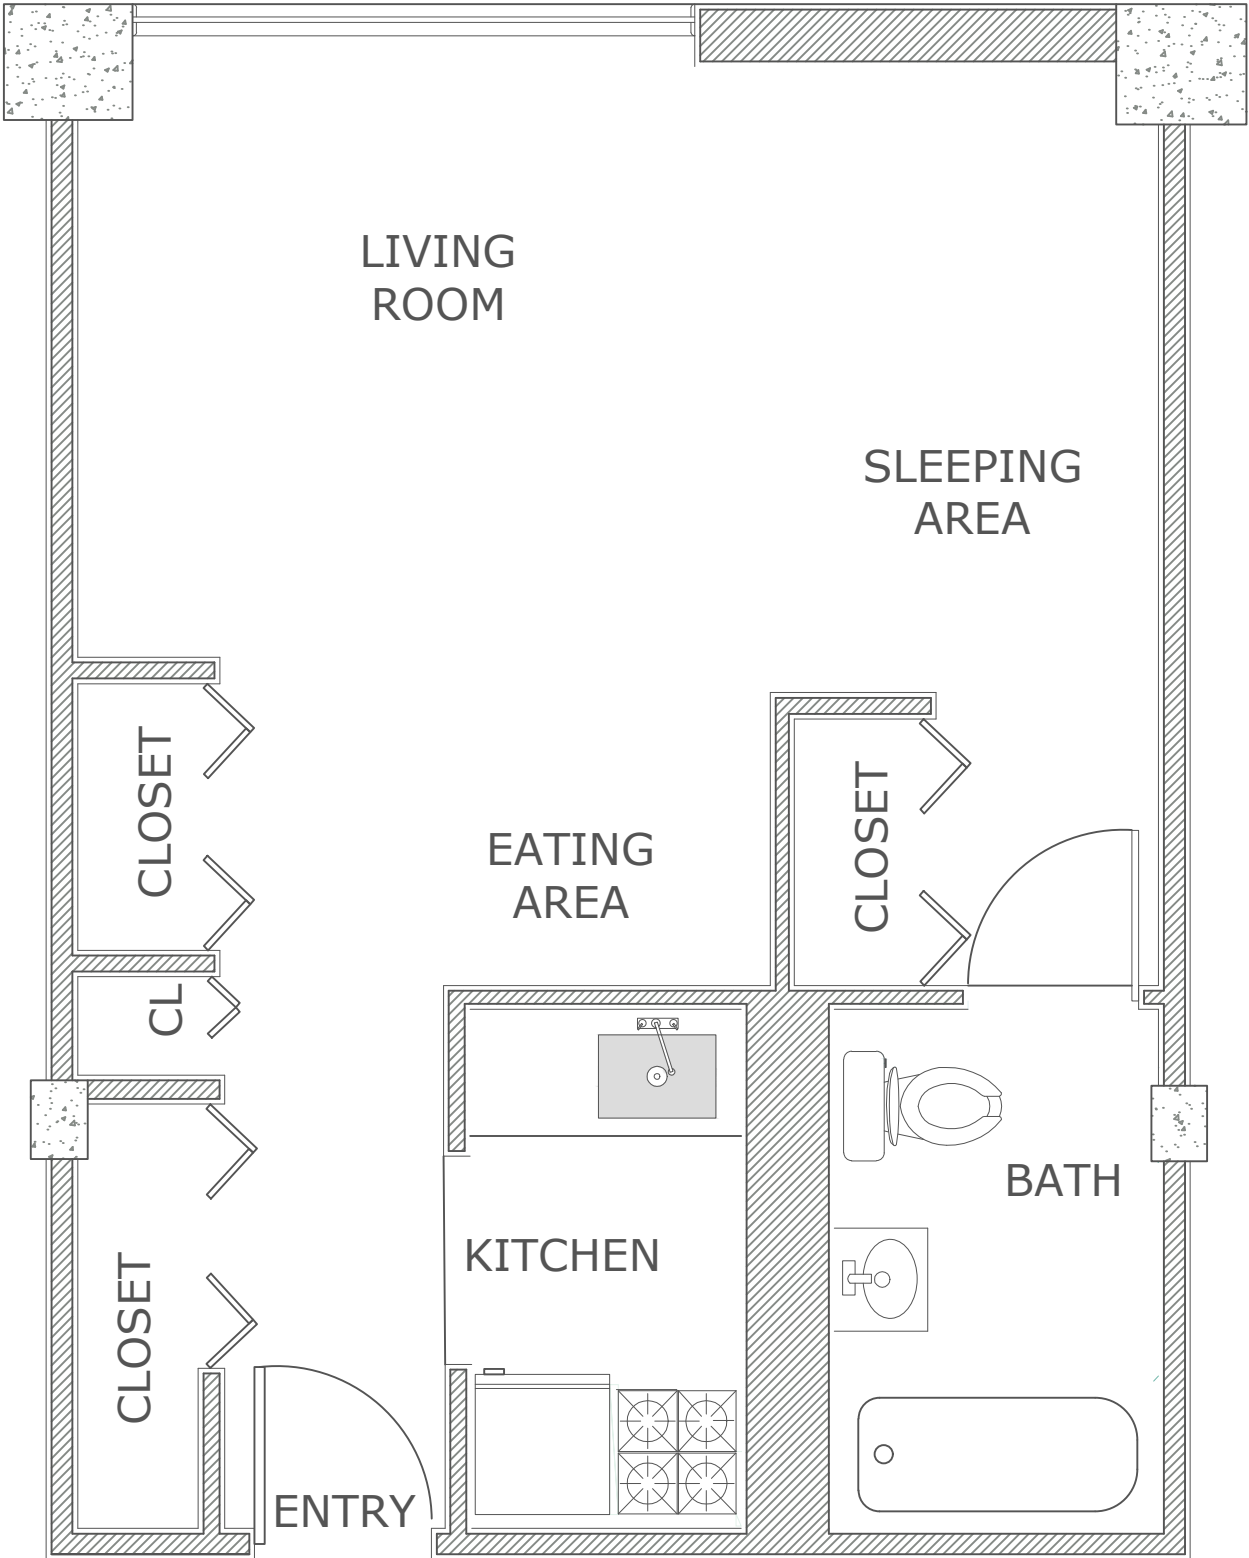 LIVING
ROOM
SLEEPING
AREA
CLOSET
CLOSET
EATING
AREA
CL
BATH
KITCHEN
CLOSET
ENTRY